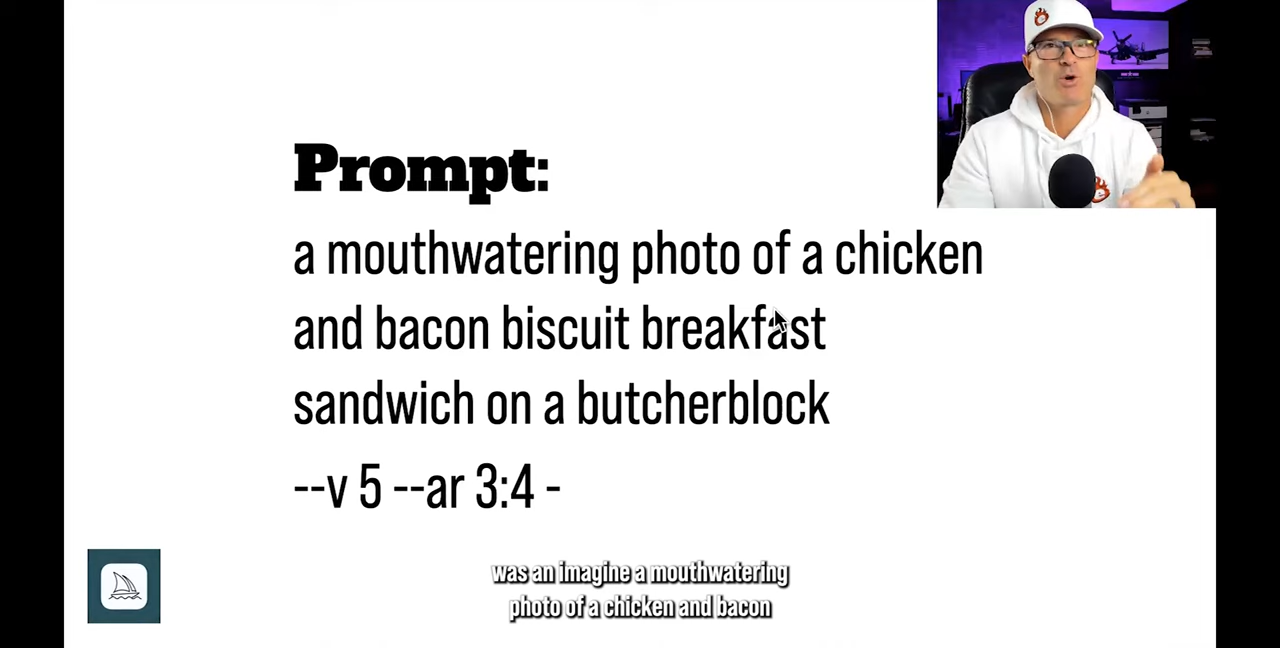 Prompt:
a mouthwatering photo of a chicken
and bacon biscuit breakfast
sandwich on a butcherblock
--v 5 --ar 3:4 -
was an imagine a mouthwatering
photo of a chicken and bacon